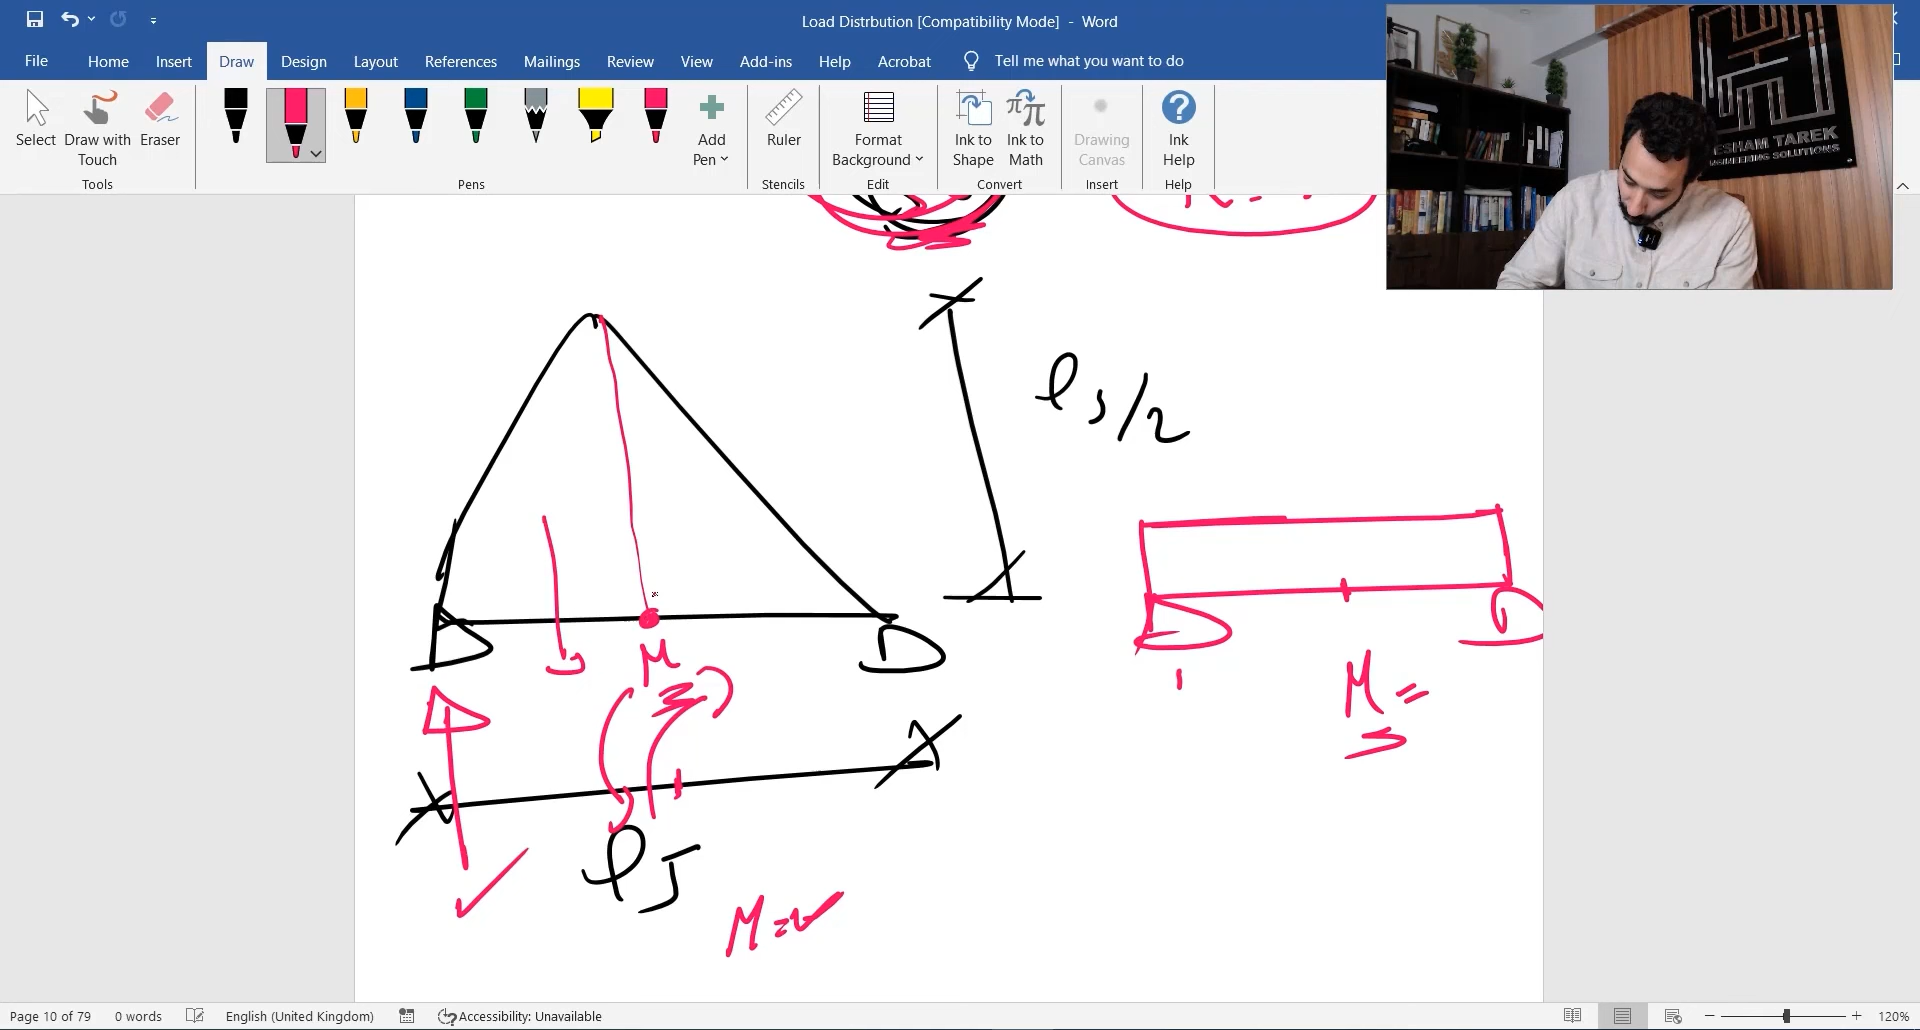 Load Distrbution [Compatibility Mode] - Word
File Home Insert Draw Design Layout References Mailings Review View Add-ins Help Acrobat Tell me what you want to do
Select
Draw with Touch
Eraser
Add Pen
Ruler
Format Background
Ink to Shape
Ink to Math
Drawing Canvas
Ink Help
Tools
Pens
Stencils
Edit
Convert
Insert
Help
ESHAM TAREK
ENGINEERING SOLUTIONS
ls/2
M
M =
ls
M =
Page 10 of 79 0 words English (United Kingdom) Accessibility: Unavailable 120%